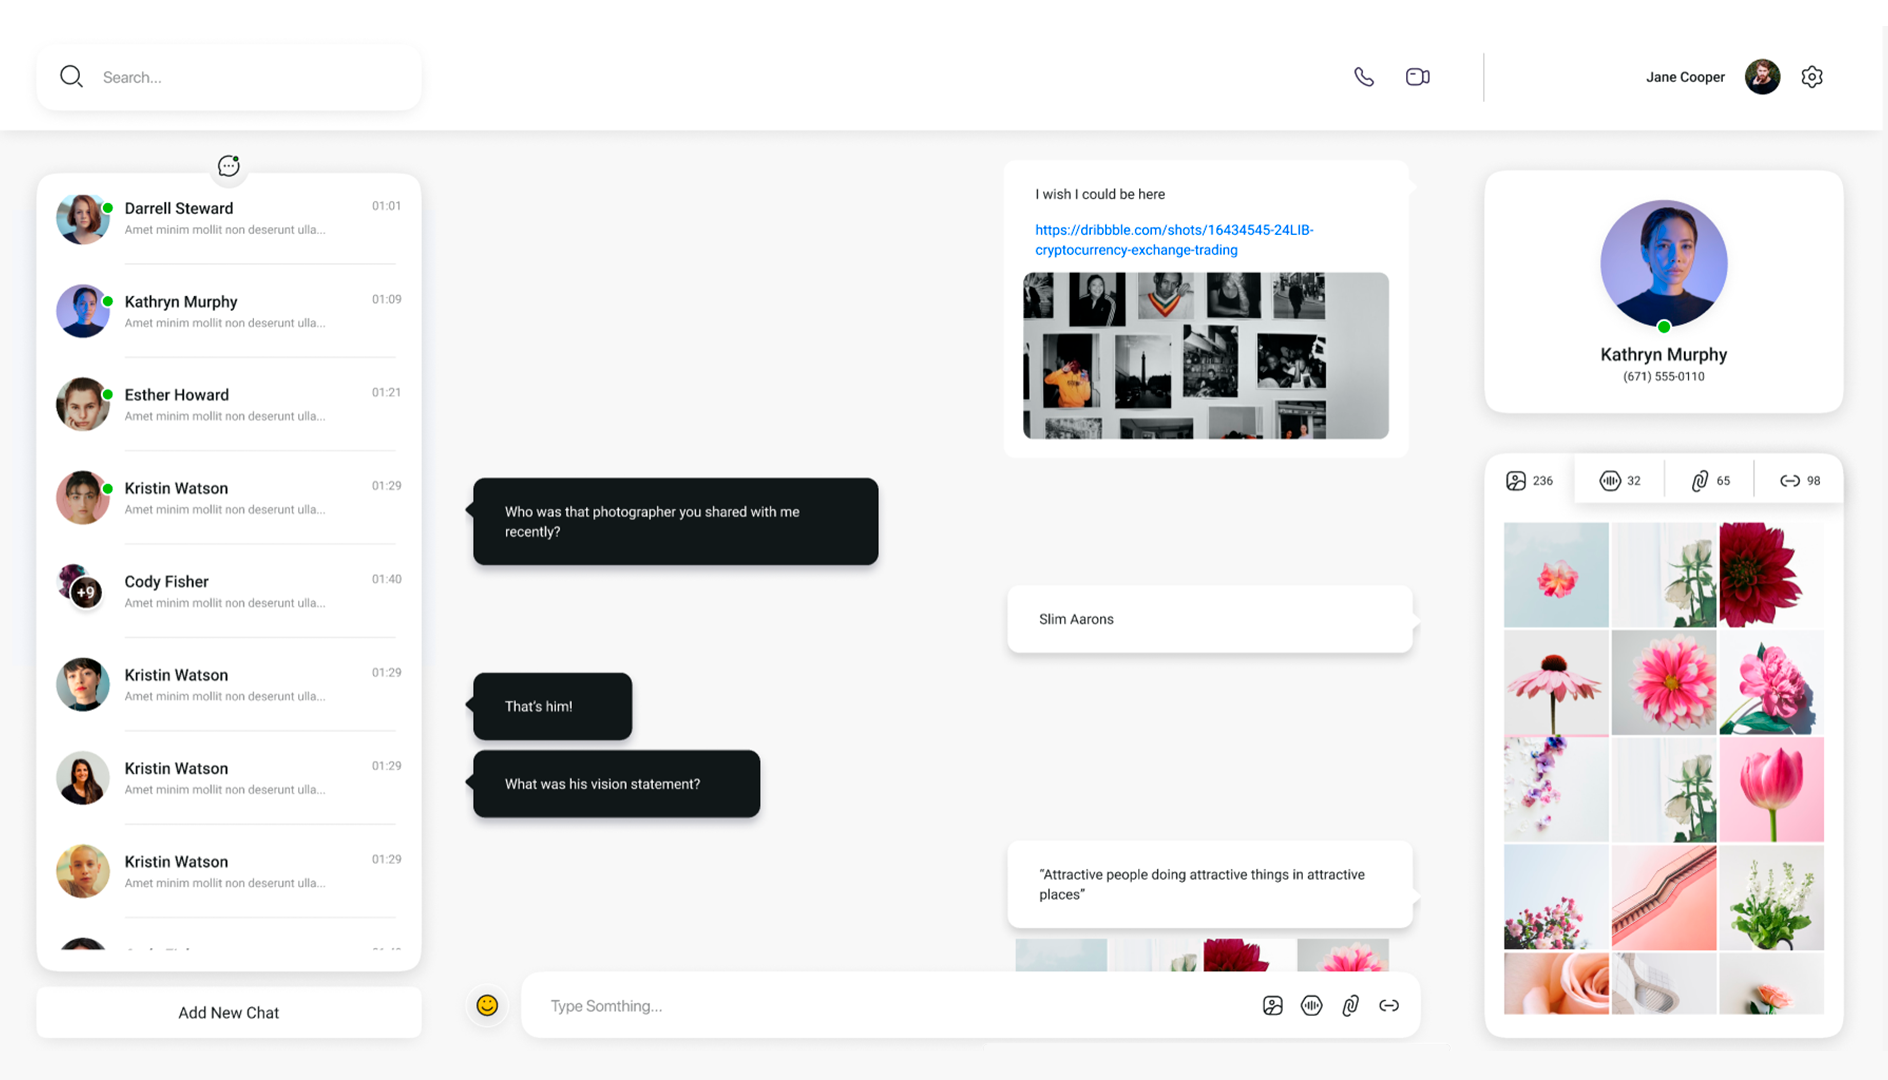 Search...
Jane Cooper
Darrell Steward
01:01
Amet minim mollit non deserunt ulla...
Kathryn Murphy
01:09
Amet minim mollit non deserunt ulla...
Esther Howard
01:21
Amet minim mollit non deserunt ulla...
Kristin Watson
01:29
Amet minim mollit non deserunt ulla...
+9
Cody Fisher
01:40
Amet minim mollit non deserunt ulla...
Kristin Watson
01:29
Amet minim mollit non deserunt ulla...
Kristin Watson
01:29
Amet minim mollit non deserunt ulla...
Kristin Watson
01:29
Amet minim mollit non deserunt ulla...
Add New Chat
I wish I could be here
https://dribbble.com/shots/16434545-24LIB-
cryptocurrency-exchange-trading
Who was that photographer you shared with me
recently?
Slim Aarons
That's him!
What was his vision statement?
“Attractive people doing attractive things in attractive
places”
Type Somthing...
Kathryn Murphy
(671) 555-0110
236
32
65
98